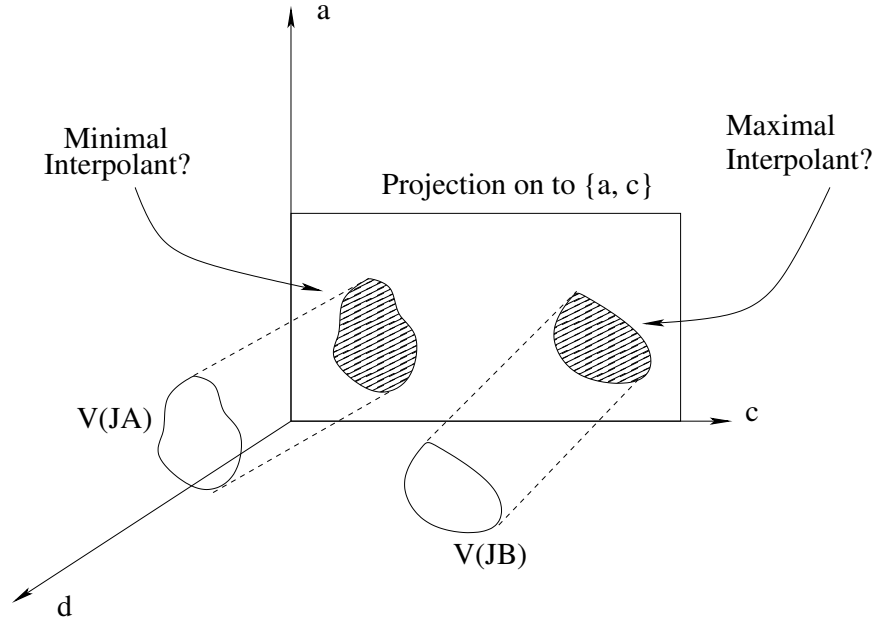 a
Minimal
Interpolant?
Maximal
Interpolant?
Projection on to {a, c}
V(JA)
c
V(JB)
d